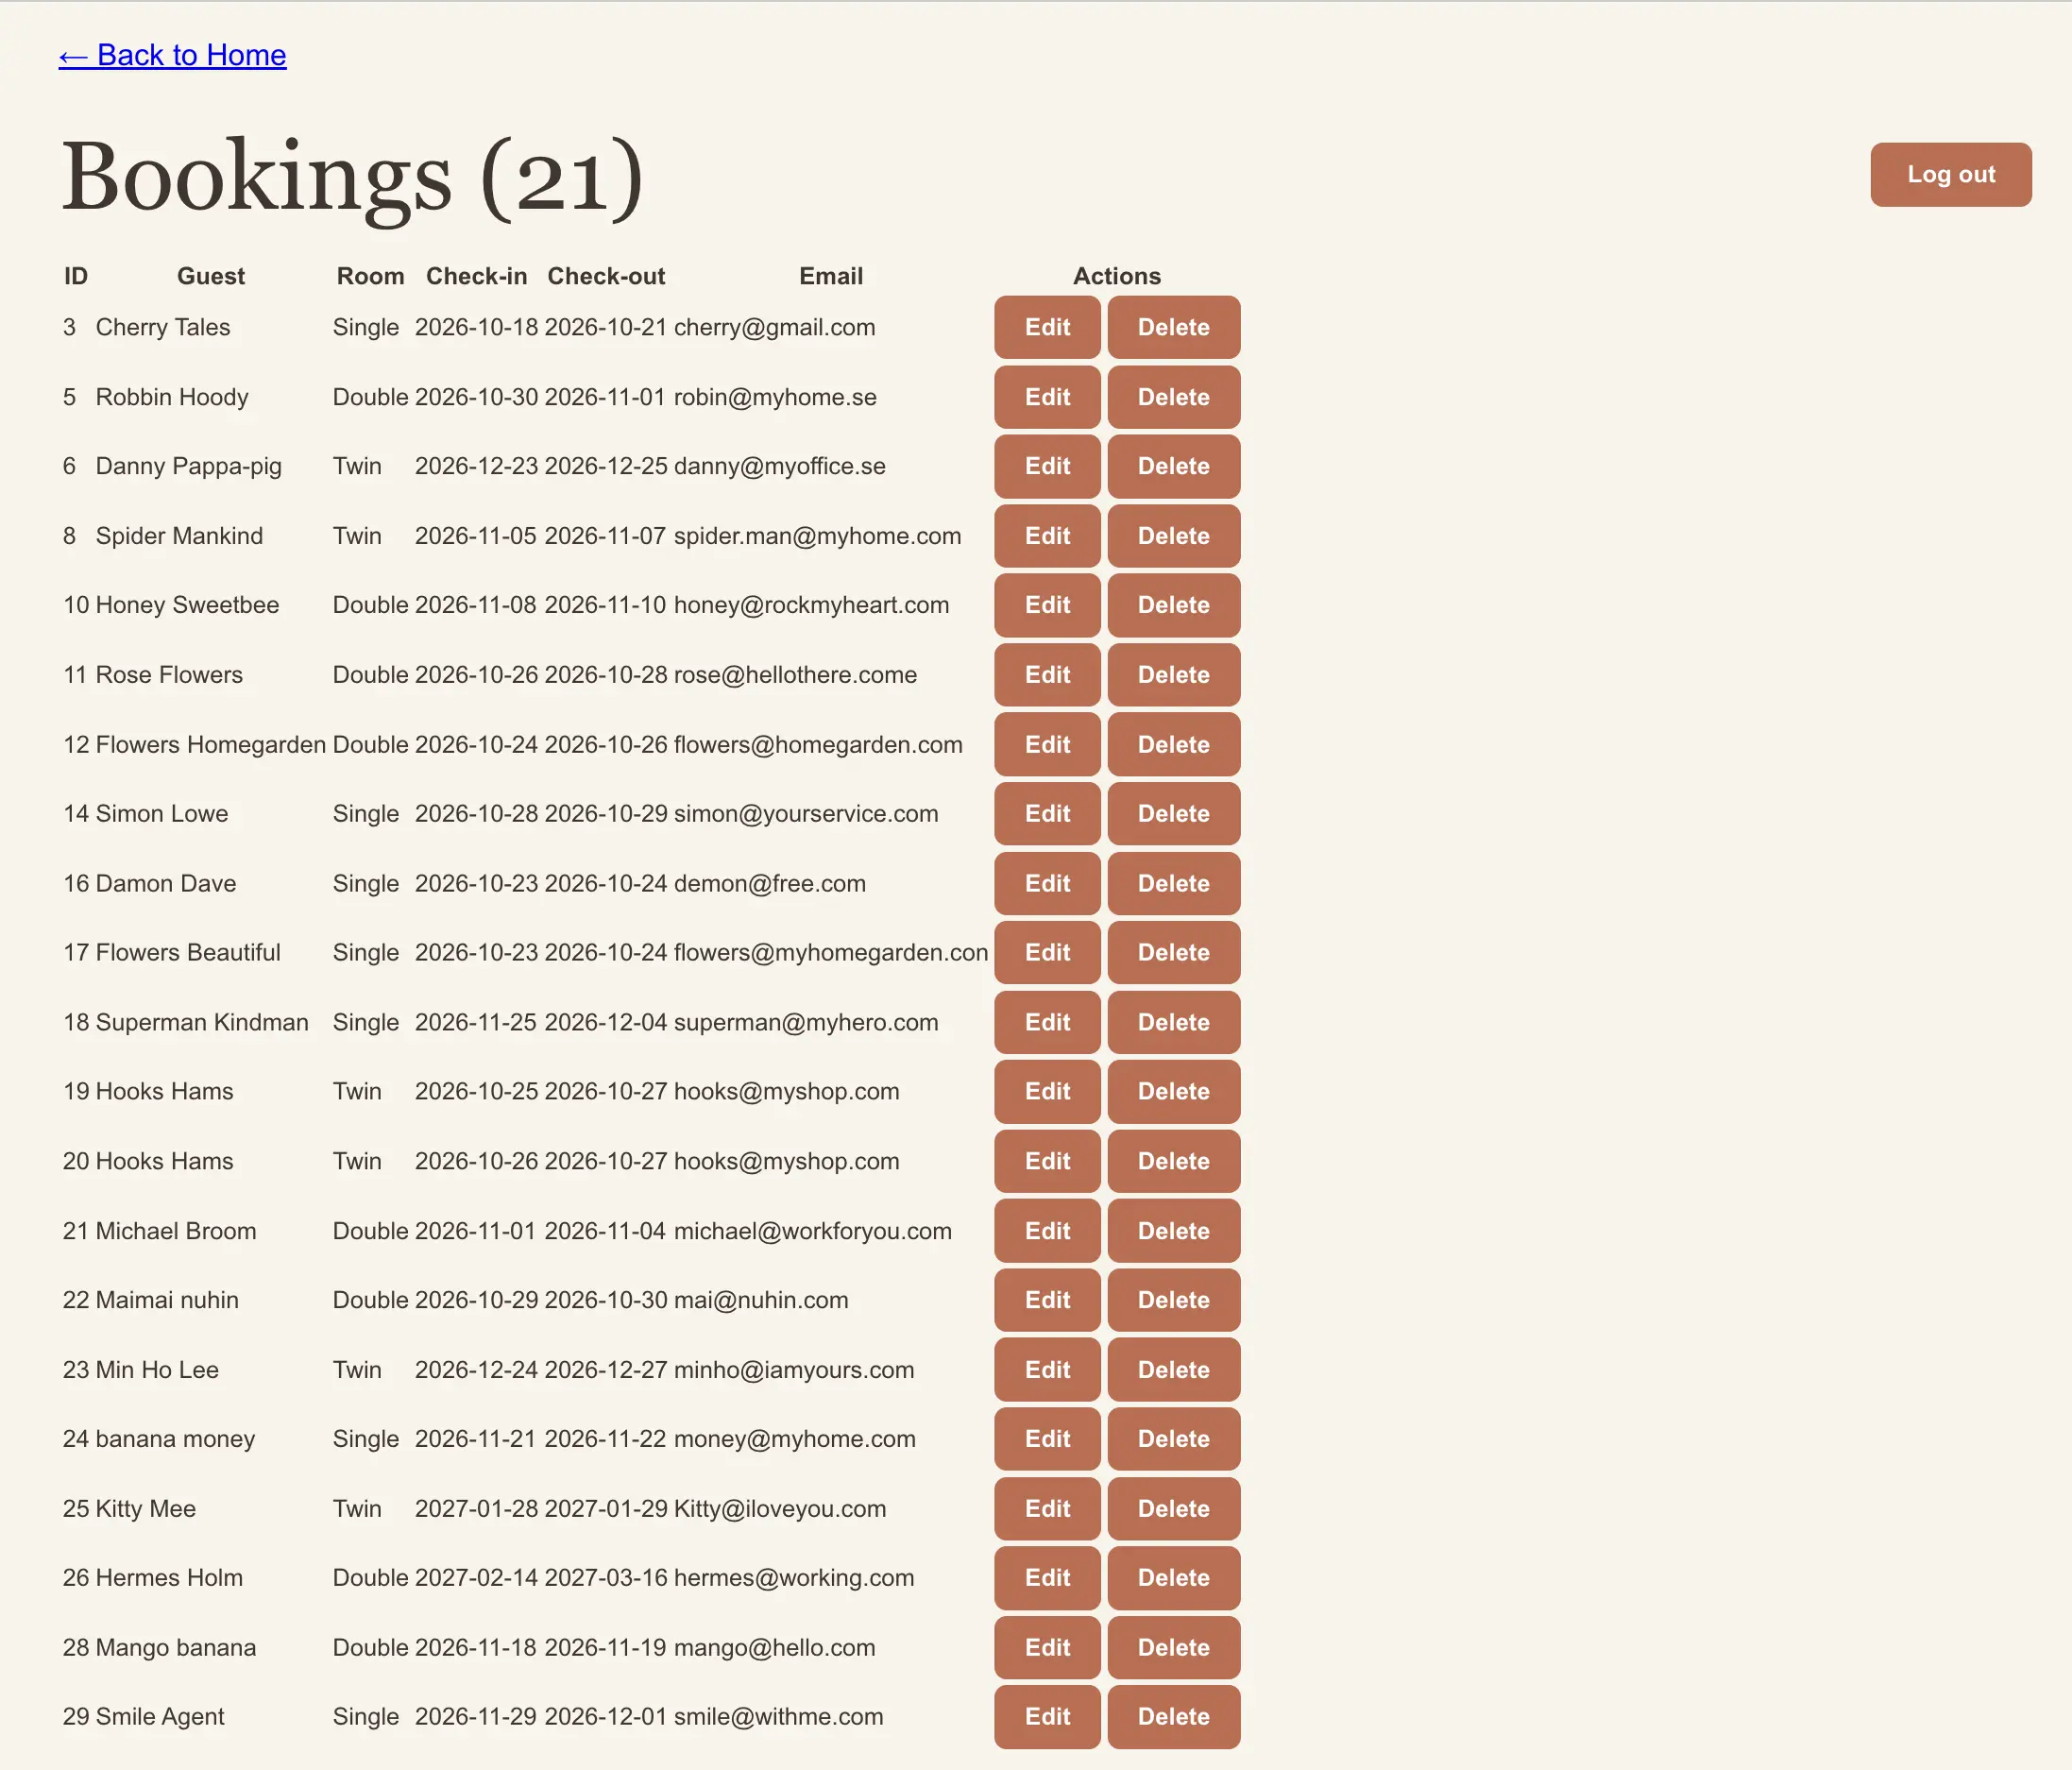 ← Back to Home
Bookings (21)
Log out
ID Guest Room Check-in Check-out Email Actions
3 Cherry Tales Single 2026-10-18 2026-10-21 cherry@gmail.com Edit Delete
5 Robbin Hoody Double 2026-10-30 2026-11-01 robin@myhome.se Edit Delete
6 Danny Pappa-pig Twin 2026-12-23 2026-12-25 danny@myoffice.se Edit Delete
8 Spider Mankind Twin 2026-11-05 2026-11-07 spider.man@myhome.com Edit Delete
10 Honey Sweetbee Double 2026-11-08 2026-11-10 honey@rockmyheart.com Edit Delete
11 Rose Flowers Double 2026-10-26 2026-10-28 rose@hellothere.come Edit Delete
12 Flowers Homegarden Double 2026-10-24 2026-10-26 flowers@homegarden.com Edit Delete
14 Simon Lowe Single 2026-10-28 2026-10-29 simon@yourservice.com Edit Delete
16 Damon Dave Single 2026-10-23 2026-10-24 demon@free.com Edit Delete
17 Flowers Beautiful Single 2026-10-23 2026-10-24 flowers@myhomegarden.con Edit Delete
18 Superman Kindman Single 2026-11-25 2026-12-04 superman@myhero.com Edit Delete
19 Hooks Hams Twin 2026-10-25 2026-10-27 hooks@myshop.com Edit Delete
20 Hooks Hams Twin 2026-10-26 2026-10-27 hooks@myshop.com Edit Delete
21 Michael Broom Double 2026-11-01 2026-11-04 michael@workforyou.com Edit Delete
22 Maimai nuhin Double 2026-10-29 2026-10-30 mai@nuhin.com Edit Delete
23 Min Ho Lee Twin 2026-12-24 2026-12-27 minho@iamyours.com Edit Delete
24 banana money Single 2026-11-21 2026-11-22 money@myhome.com Edit Delete
25 Kitty Mee Twin 2027-01-28 2027-01-29 Kitty@iloveyou.com Edit Delete
26 Hermes Holm Double 2027-02-14 2027-03-16 hermes@working.com Edit Delete
28 Mango banana Double 2026-11-18 2026-11-19 mango@hello.com Edit Delete
29 Smile Agent Single 2026-11-29 2026-12-01 smile@withme.com Edit Delete